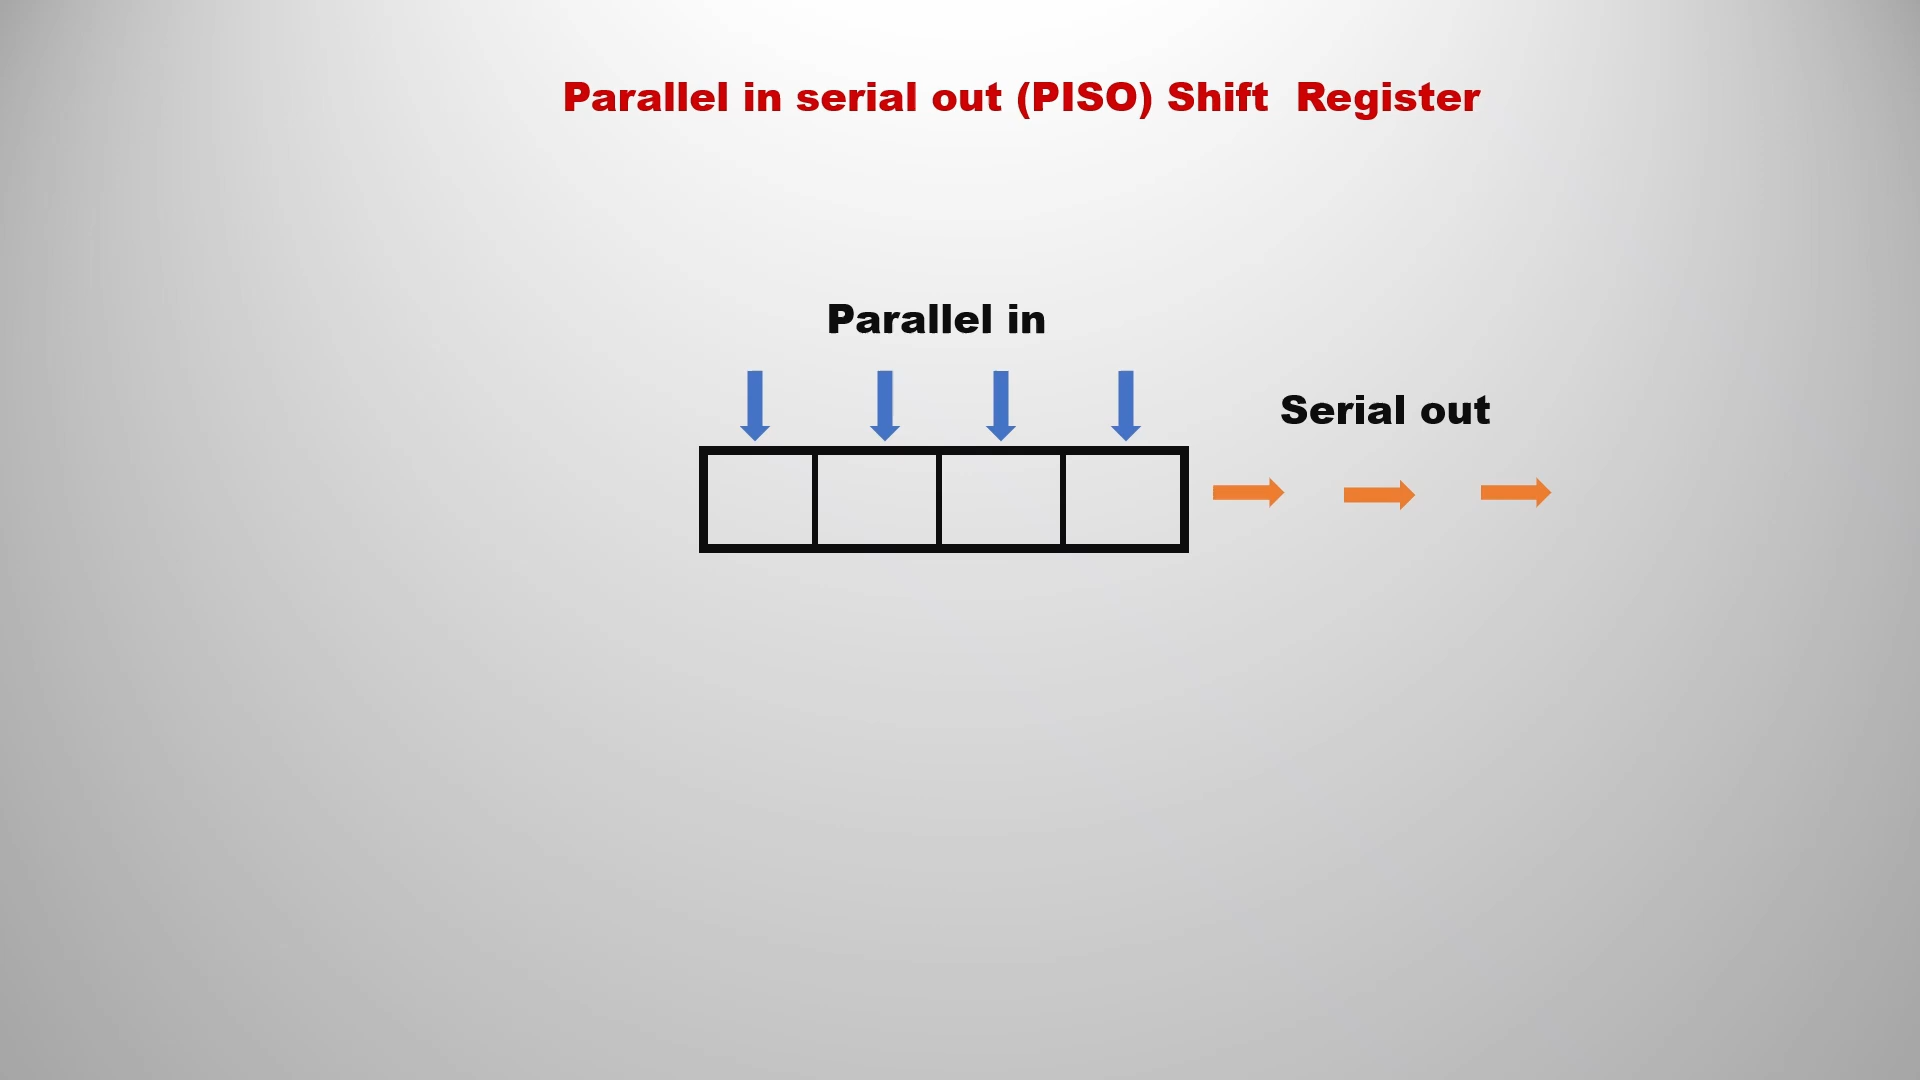 Parallel in serial out (PISO) Shift  Register
Parallel in
Serial out